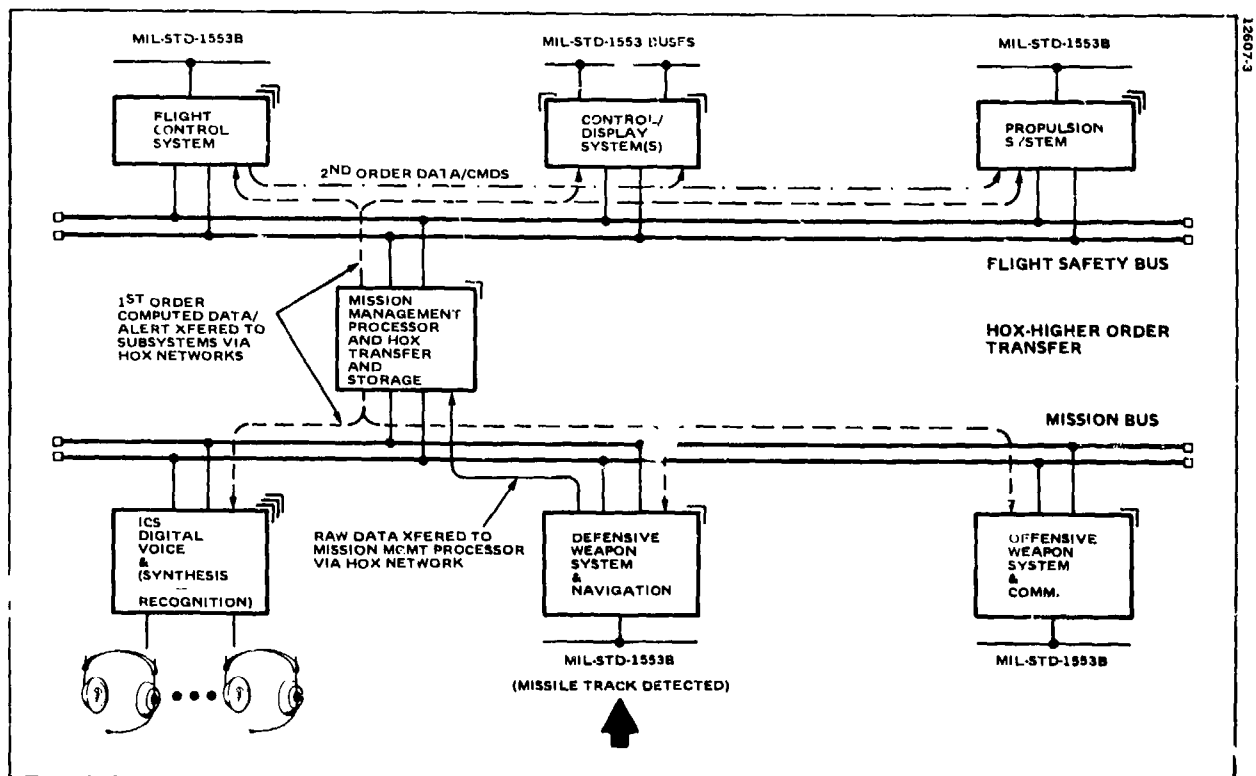 12607-3
MIL-STD-1553B
MIL-STD-1553 BUSES
MIL-STD-1553B
FLIGHT
CONTROL
SYSTEM
CONTROL/
DISPLAY
SYSTEM(S)
PROPULSION
SYSTEM
2ND ORDER DATA/CMDS
FLIGHT SAFETY BUS
1ST ORDER
COMPUTED DATA/
ALERT XFERED TO
SUBSYSTEMS VIA
HOX NETWORKS
MISSION
MANAGEMENT
PROCESSOR
AND HOX
TRANSFER
AND
STORAGE
HOX-HIGHER ORDER
TRANSFER
MISSION BUS
ICS
DIGITAL
VOICE
&
(SYNTHESIS
RECOGNITION)
RAW DATA XFERED TO
MISSION MGMT PROCESSOR
VIA HOX NETWORK
DEFENSIVE
WEAPON
SYSTEM
&
NAVIGATION
OFFENSIVE
WEAPON
SYSTEM
&
COMM.
MIL-STD-1553B
(MISSILE TRACK DETECTED)
MIL-STD-1553B